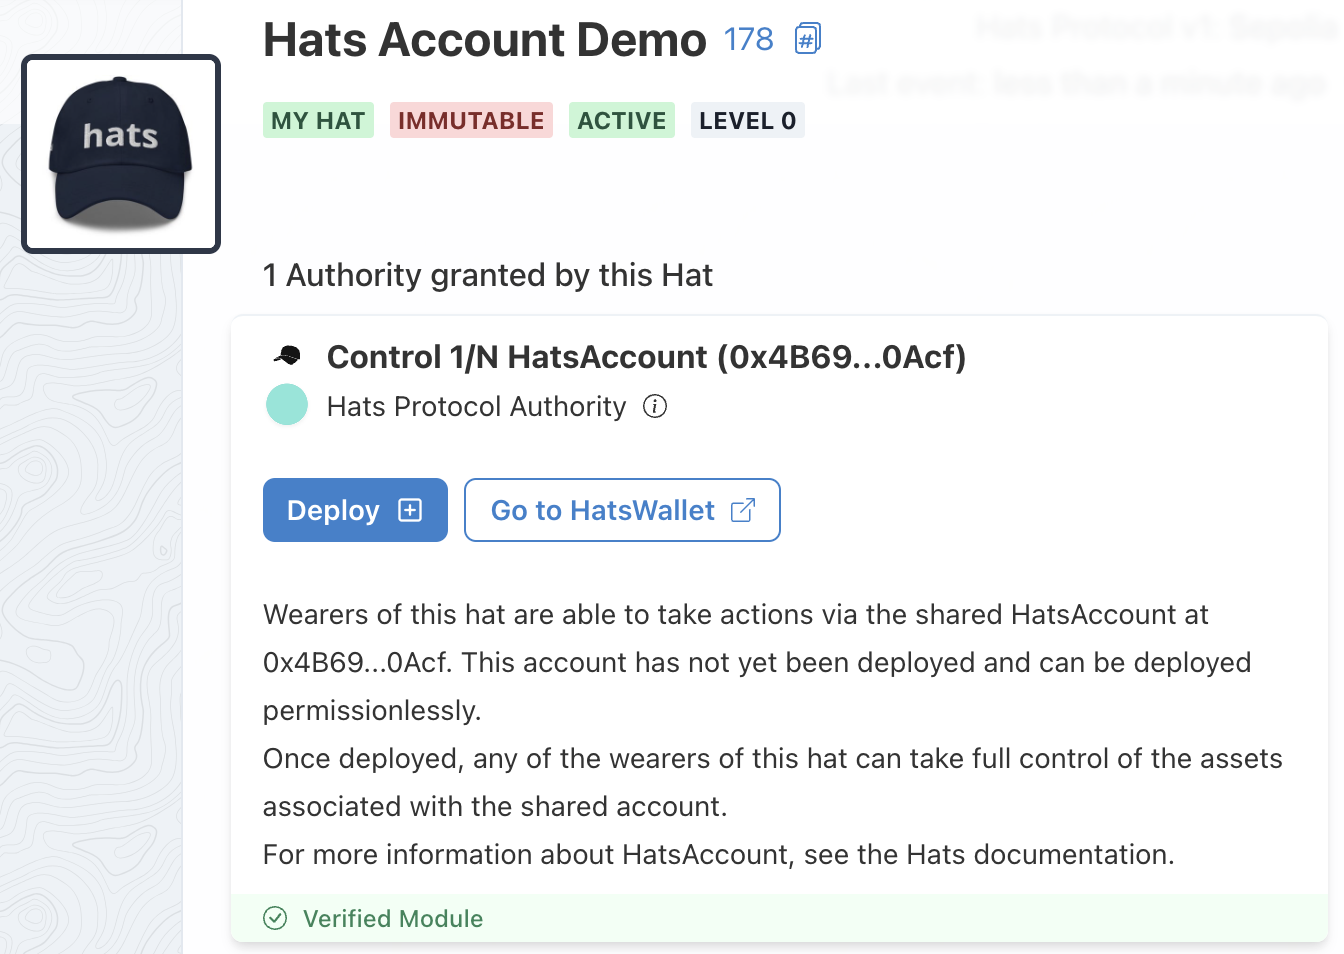 Hats Account Demo 178 #
Hats Protocol v1: Sepolia
Last event: less than a minute ago
hats
MY HAT IMMUTABLE ACTIVE LEVEL 0
1 Authority granted by this Hat
Control 1/N HatsAccount (0x4B69...0Acf)
Hats Protocol Authority
Deploy
Go to HatsWallet
Wearers of this hat are able to take actions via the shared HatsAccount at
0x4B69...0Acf. This account has not yet been deployed and can be deployed
permissionlessly.
Once deployed, any of the wearers of this hat can take full control of the assets
associated with the shared account.
For more information about HatsAccount, see the Hats documentation.
Verified Module